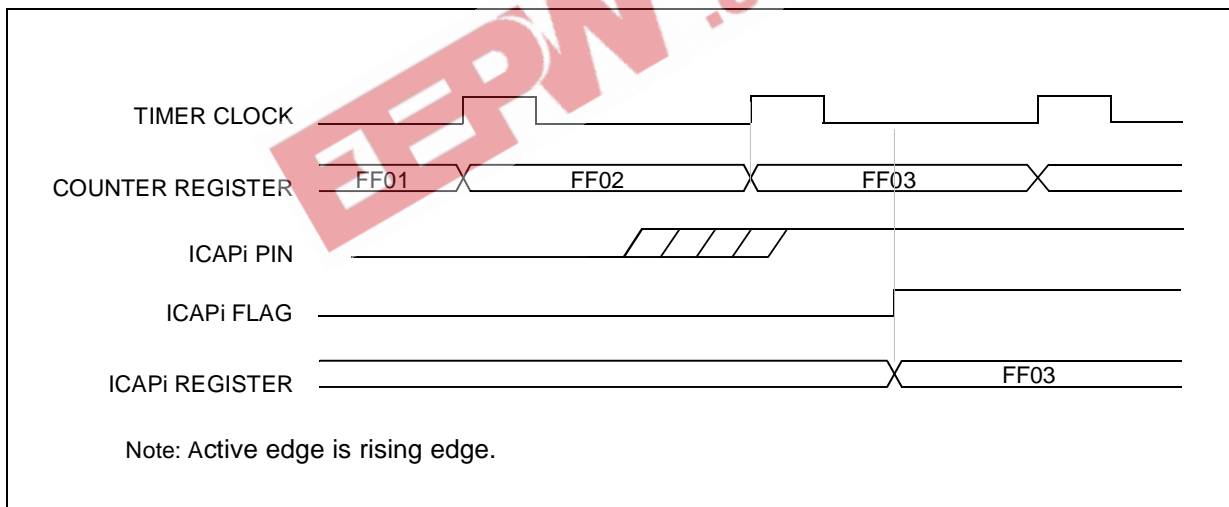 EEPW
TIMER CLOCK
COUNTER REGISTER FF01 FF02 FF03
ICAPi PIN
ICAPi FLAG
ICAPi REGISTER FF03
Note: Active edge is rising edge.